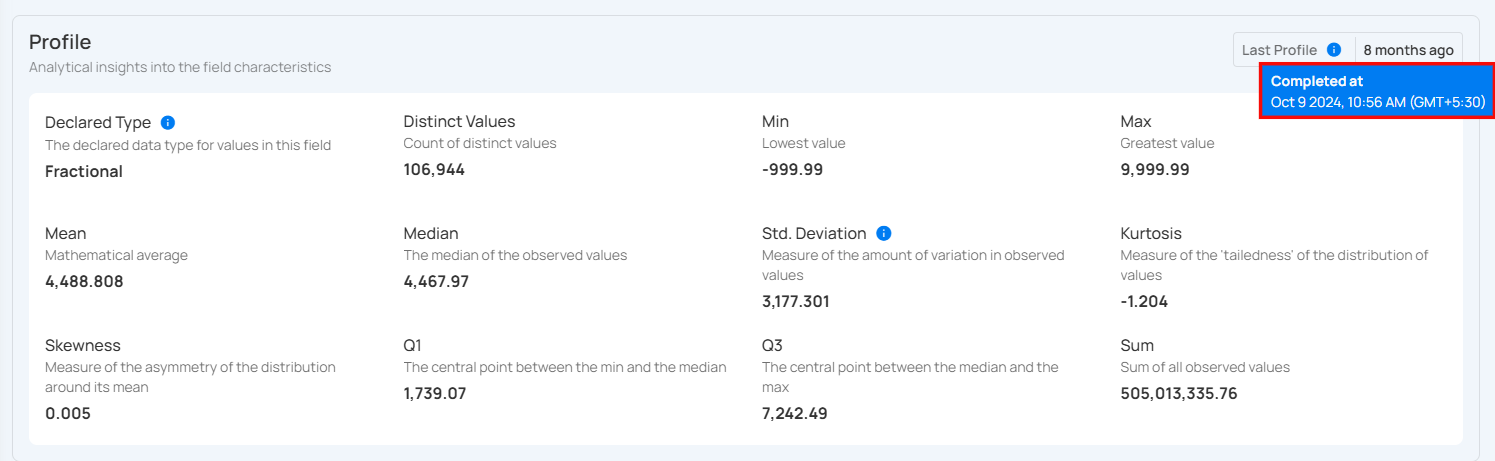 Profile
Analytical insights into the field characteristics
Last Profile 8 months ago
Completed at
Oct 9 2024, 10:56 AM (GMT+5:30)
Declared Type
The declared data type for values in this field
Fractional
Distinct Values
Count of distinct values
106,944
Min
Lowest value
-999.99
Max
Greatest value
9,999.99
Mean
Mathematical average
4,488.808
Median
The median of the observed values
4,467.97
Std. Deviation
Measure of the amount of variation in observed
values
3,177.301
Kurtosis
Measure of the 'tailedness' of the distribution of
values
-1.204
Skewness
Measure of the asymmetry of the distribution
around its mean
0.005
Q1
The central point between the min and the median
1,739.07
Q3
The central point between the median and the
max
7,242.49
Sum
Sum of all observed values
505,013,335.76